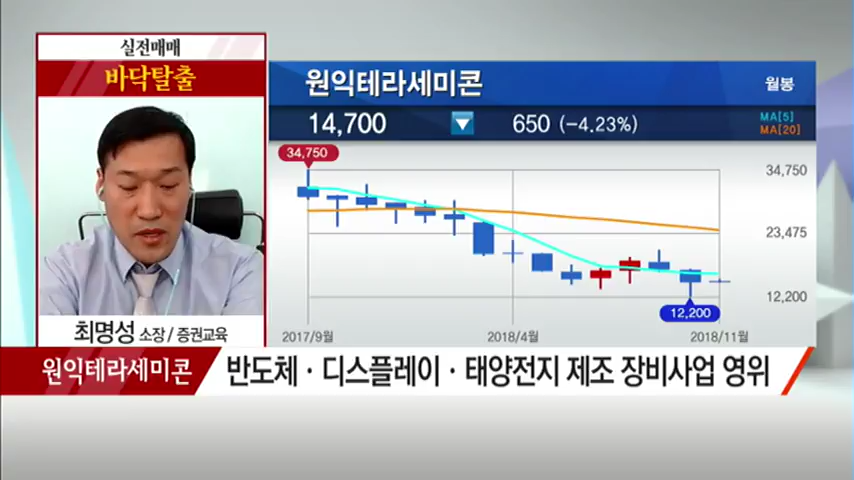 실전매매
바닥탈출
원익테라세미콘
월봉
14,700 ▼ 650 (-4.23%)
MA[5]
MA[20]
34,750
34,750
23,475
12,200
12,200
2017/9월
2018/4월
2018/11월
최명성 소장 / 증권교육
원익테라세미콘
반도체 · 디스플레이 · 태양전지 제조 장비사업 영위